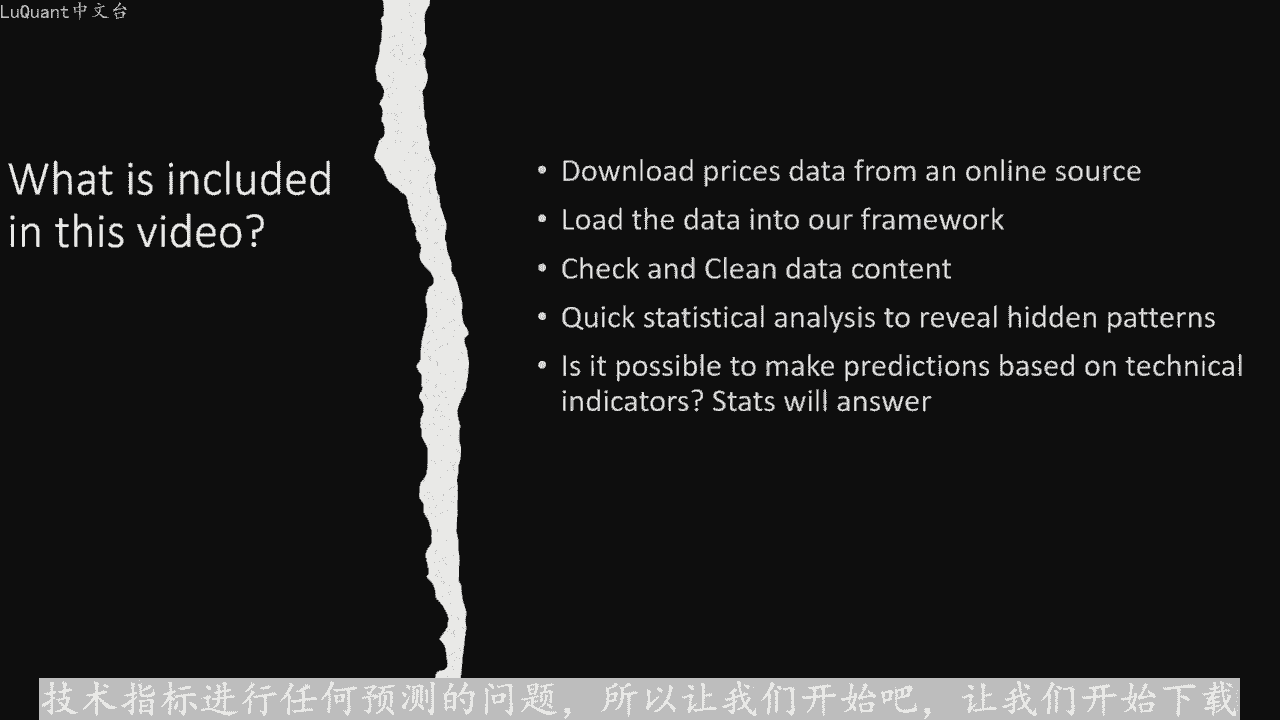 LuQuant中文台
What is included
in this video?
• Download prices data from an online source
• Load the data into our framework
• Check and Clean data content
• Quick statistical analysis to reveal hidden patterns
• Is it possible to make predictions based on technical
indicators? Stats will answer
技术指标进行任何预测的问题，所以让我们开始吧，让我们开始下载